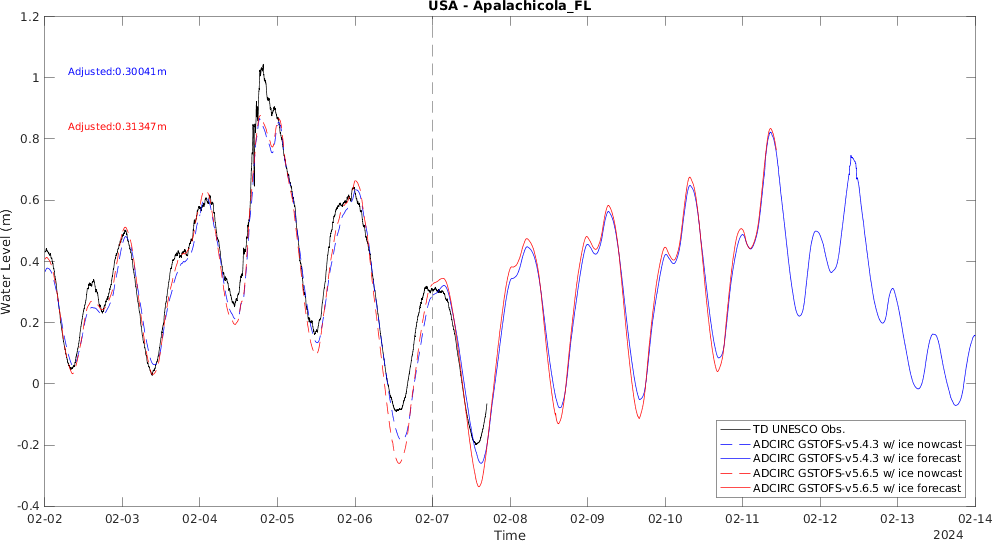 USA - Apalachicola_FL
1.2
1
0.8
0.6
0.4
0.2
0
-0.2
-0.4
Water Level (m)
Adjusted:0.30041m
Adjusted:0.31347m
TD UNESCO Obs.
ADCIRC GSTOFS-v5.4.3 w/ ice nowcast
ADCIRC GSTOFS-v5.4.3 w/ ice forecast
ADCIRC GSTOFS-v5.6.5 w/ ice nowcast
ADCIRC GSTOFS-v5.6.5 w/ ice forecast
02-02 02-03 02-04 02-05 02-06 02-07 02-08 02-09 02-10 02-11 02-12 02-13 02-14
Time
2024